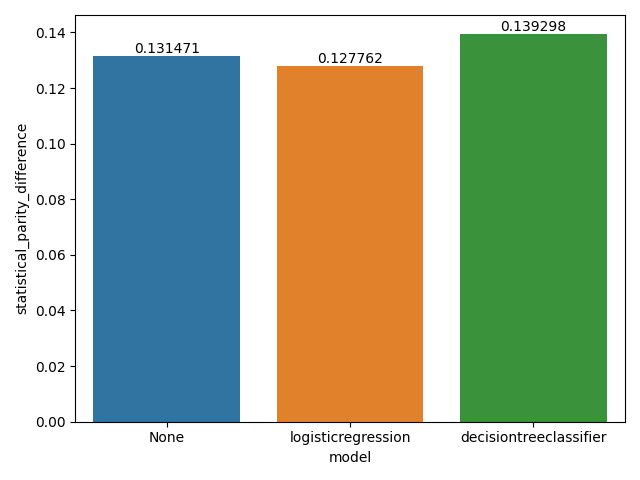 statistical_parity_difference
0.14
0.12
0.10
0.08
0.06
0.04
0.02
0.00
0.131471
0.127762
0.139298
None
logisticregression
decisiontreeclassifier
model